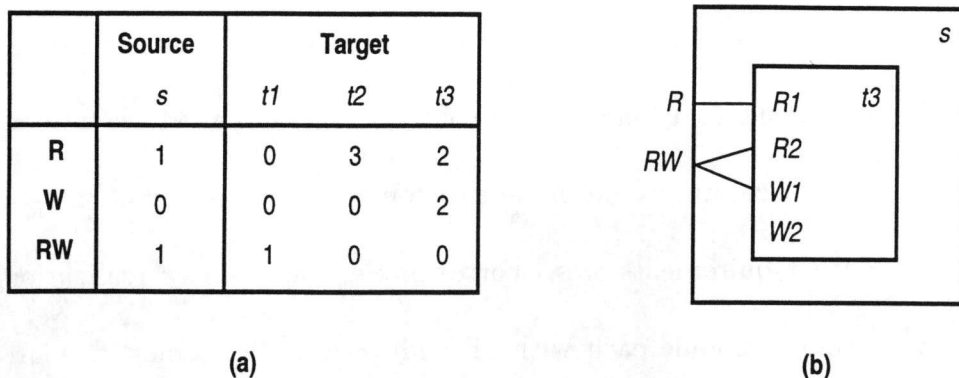 Source Target
s t1 t2 t3
R 1 0 3 2
W 0 0 0 2
RW 1 1 0 0
(a)
s
R R1 t3
RW R2
W1
W2
(b)